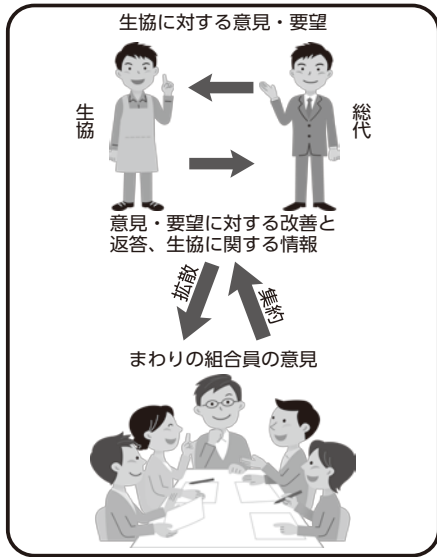 生協に対する意見・要望
生協
総代
意見・要望に対する改善と
返答、生協に関する情報
拡散
集約
まわりの組合員の意見